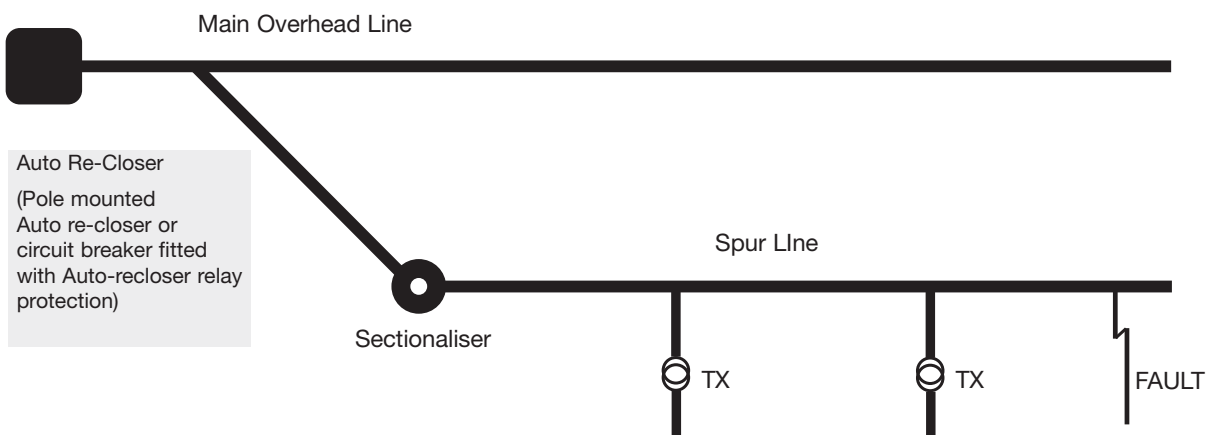 Main Overhead Line
Auto Re-Closer
(Pole mounted
Auto re-closer or
circuit breaker fitted
with Auto-recloser relay
protection)
Spur LIne
Sectionaliser
TX
TX
FAULT